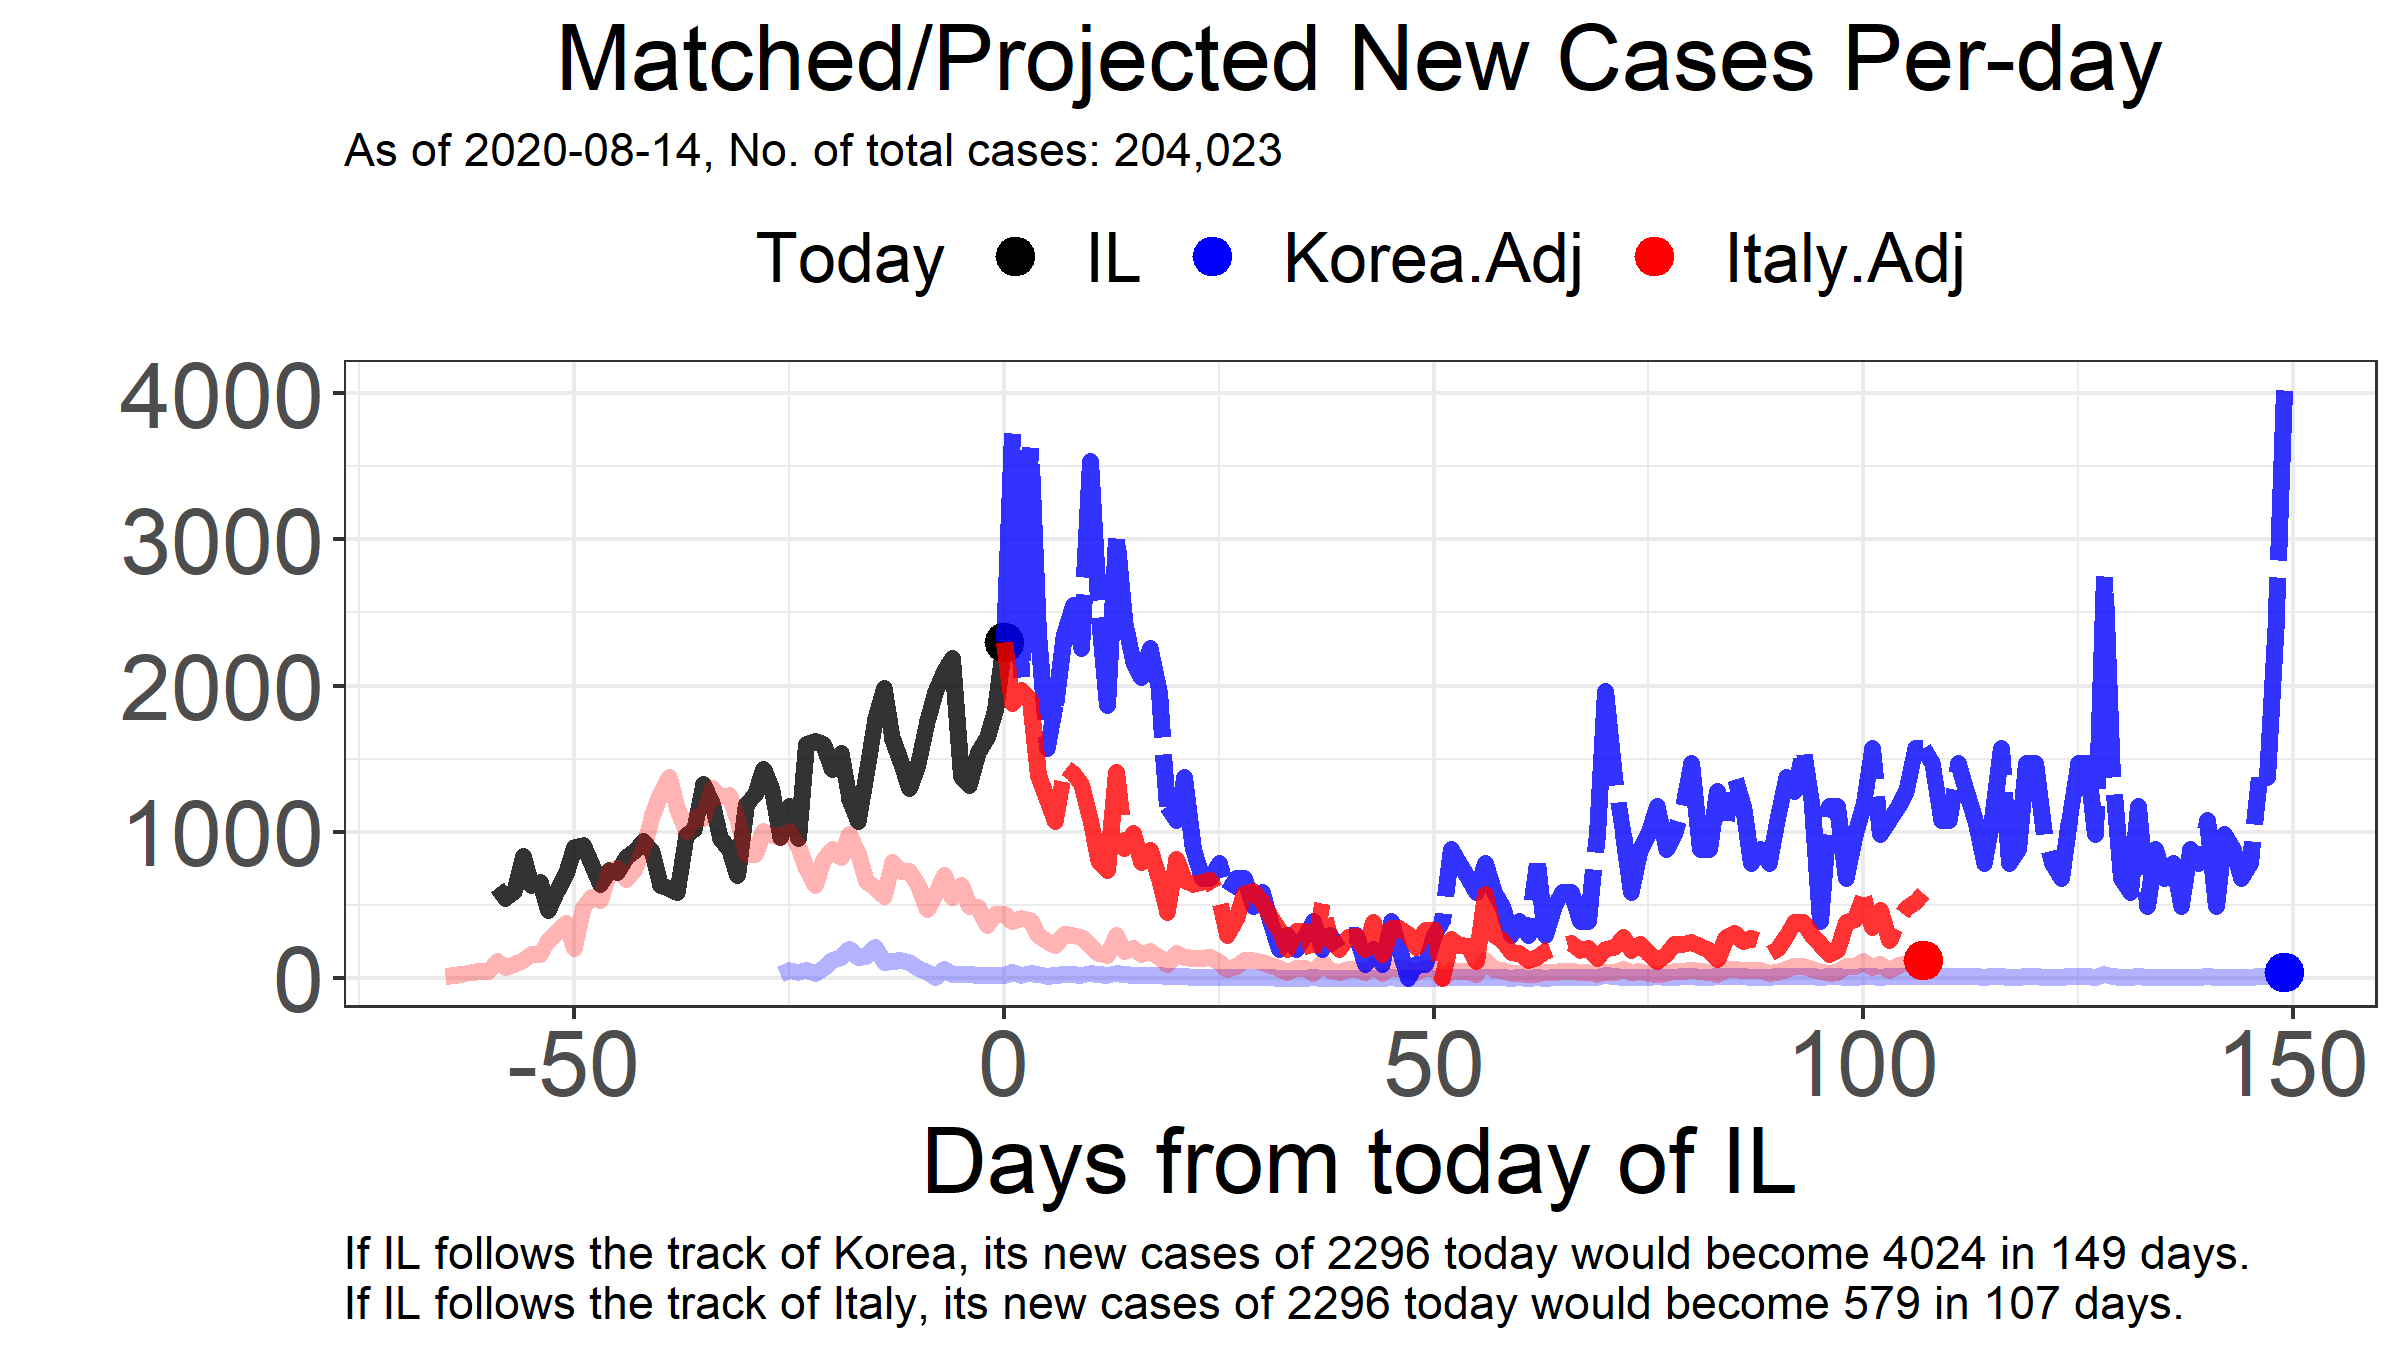 Matched/Projected New Cases Per-day
As of 2020-08-14, No. of total cases: 204,023
Today IL Korea.Adj Italy.Adj
4000
3000
2000
1000
0
-50 0 50 100 150
Days from today of IL
If IL follows the track of Korea, its new cases of 2296 today would become 4024 in 149 days.
If IL follows the track of Italy, its new cases of 2296 today would become 579 in 107 days.